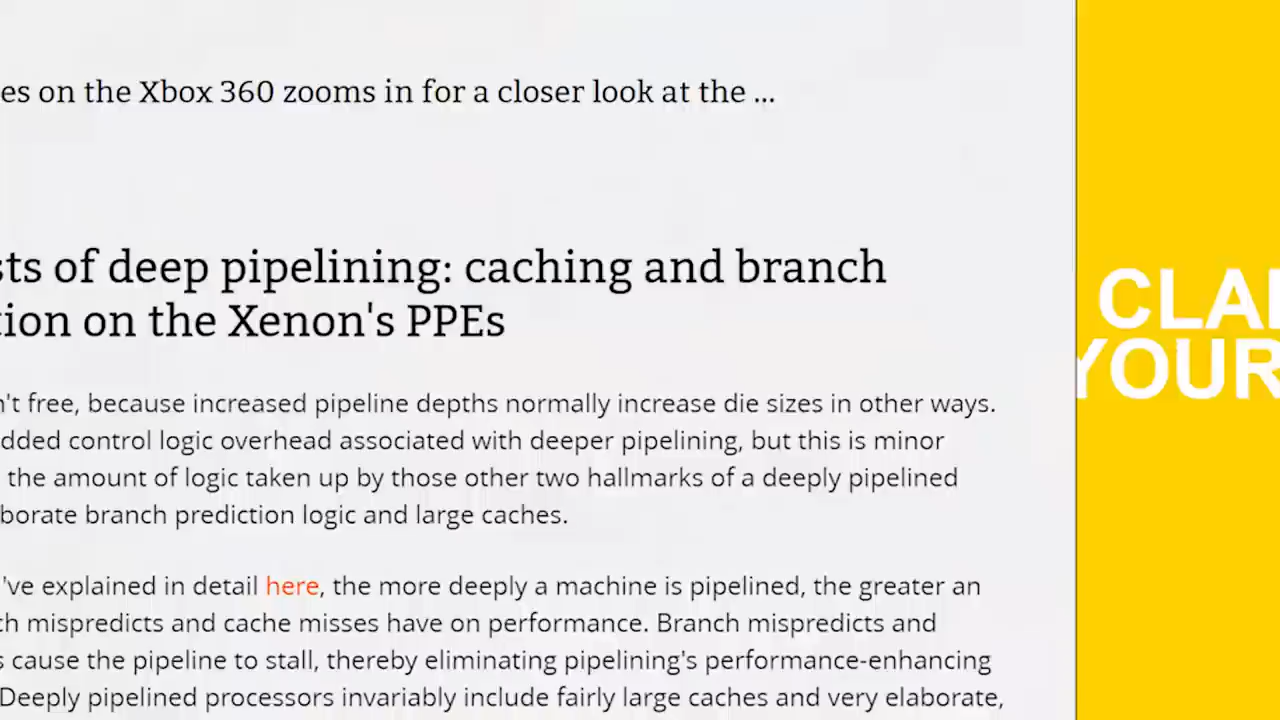 es on the Xbox 360 zooms in for a closer look at the ...
sts of deep pipelining: caching and branch
tion on the Xenon's PPEs
n't free, because increased pipeline depths normally increase die sizes in other ways.
dded control logic overhead associated with deeper pipelining, but this is minor
the amount of logic taken up by those other two hallmarks of a deeply pipelined
borate branch prediction logic and large caches.
've explained in detail here, the more deeply a machine is pipelined, the greater an
ch mispredicts and cache misses have on performance. Branch mispredicts and
s cause the pipeline to stall, thereby eliminating pipelining's performance-enhancing
Deeply pipelined processors invariably include fairly large caches and very elaborate,
CLAI
YOUR